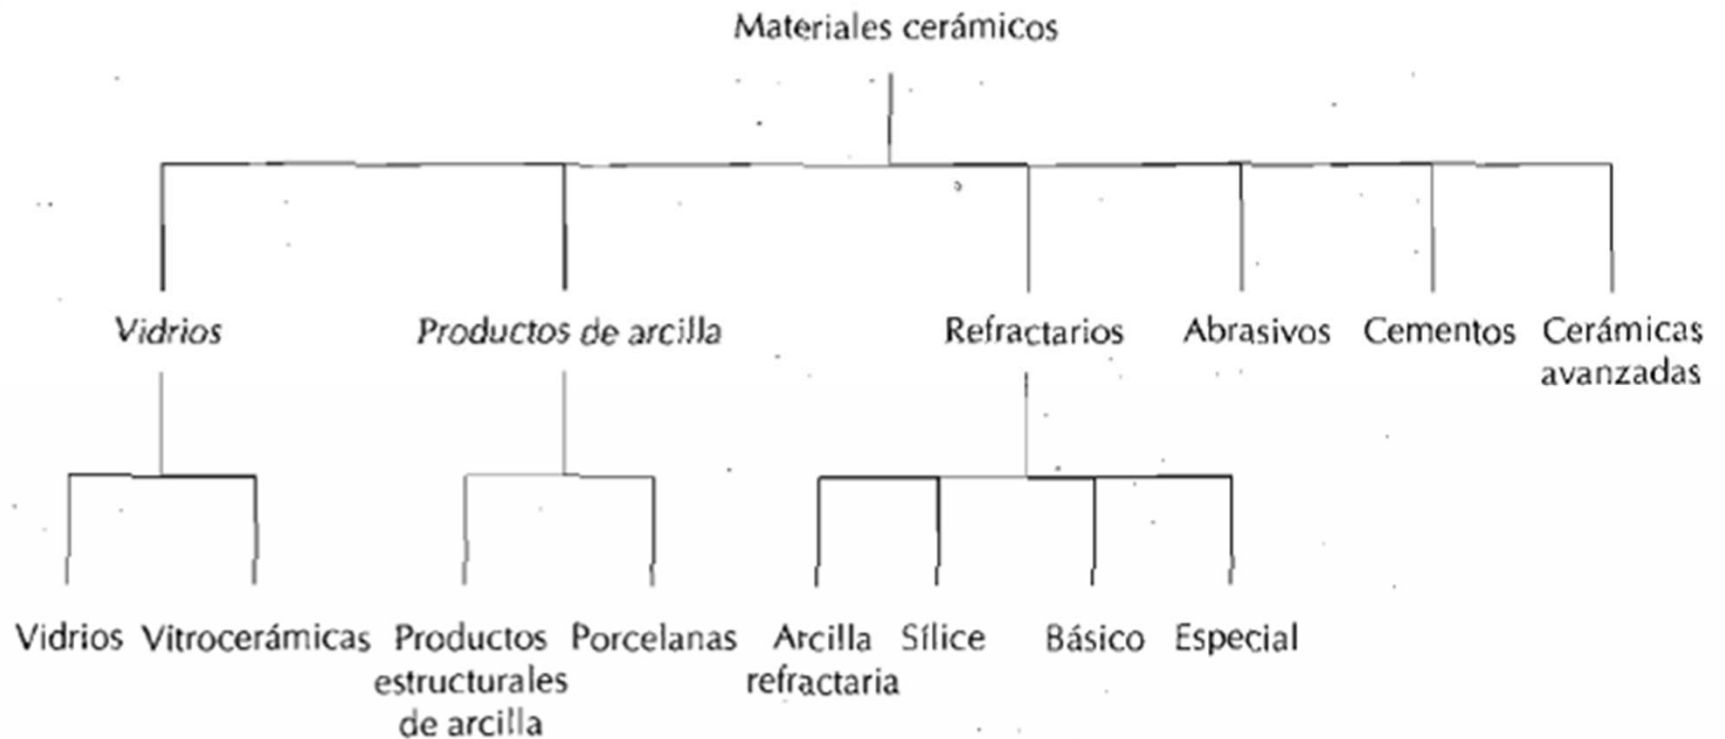 Materiales cerámicos
Vidrios
Productos de arcilla
Refractarios
Abrasivos
Cementos
Cerámicas
avanzadas
Vidrios
Vitrocerámicas
Productos
estructurales
de arcilla
Porcelanas
Arcilla
refractaria
Sílice
Básico
Especial